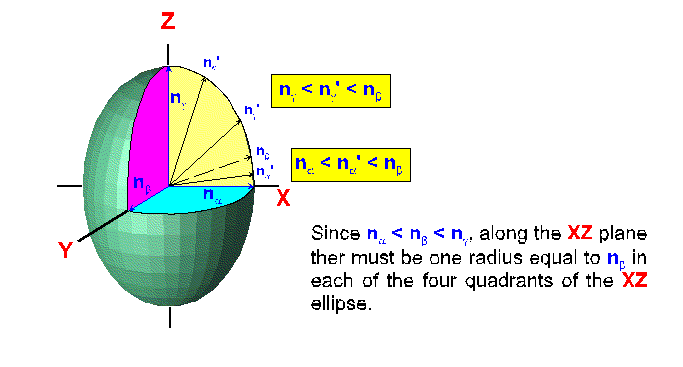 Z
nᵧ'
nᵧ
nᵧ < nᵧ' < nᵦ
nᵧ'
nᵦ
nα < nα' < nᵦ
nα'
nᵦ
nα
X
Y
Since nα < nᵦ < nᵧ, along the XZ plane
ther must be one radius equal to nᵦ in
each of the four quadrants of the XZ
ellipse.